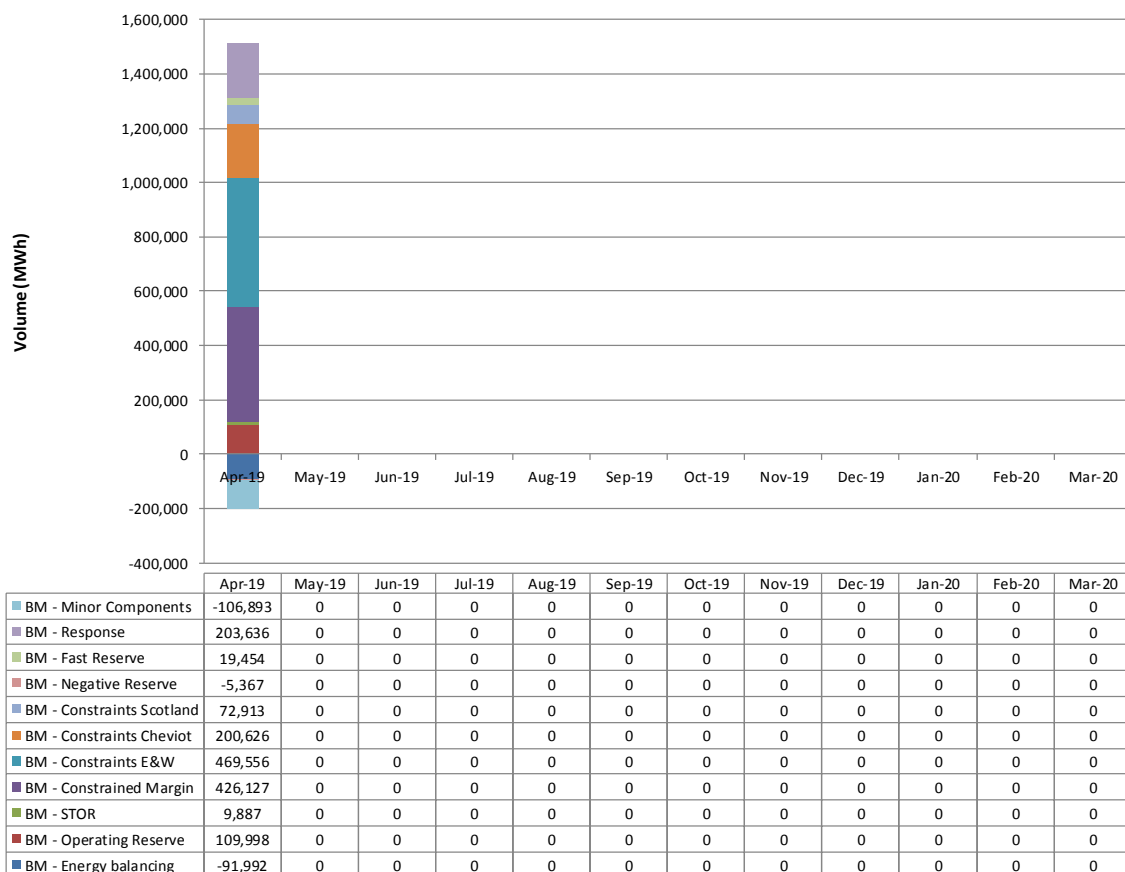 Volume (MWh)
1,600,000
1,400,000
1,200,000
1,000,000
800,000
600,000
400,000
200,000
0
-200,000
-400,000
Apr-19 May-19 Jun-19 Jul-19 Aug-19 Sep-19 Oct-19 Nov-19 Dec-19 Jan-20 Feb-20 Mar-20
Apr-19 May-19 Jun-19 Jul-19 Aug-19 Sep-19 Oct-19 Nov-19 Dec-19 Jan-20 Feb-20 Mar-20
BM - Minor Components -106,893 0 0 0 0 0 0 0 0 0 0 0
BM - Response 203,636 0 0 0 0 0 0 0 0 0 0 0
BM - Fast Reserve 19,454 0 0 0 0 0 0 0 0 0 0 0
BM - Negative Reserve -5,367 0 0 0 0 0 0 0 0 0 0 0
BM - Constraints Scotland 72,913 0 0 0 0 0 0 0 0 0 0 0
BM - Constraints Cheviot 200,626 0 0 0 0 0 0 0 0 0 0 0
BM - Constraints E&W 469,556 0 0 0 0 0 0 0 0 0 0 0
BM - Constrained Margin 426,127 0 0 0 0 0 0 0 0 0 0 0
BM - STOR 9,887 0 0 0 0 0 0 0 0 0 0 0
BM - Operating Reserve 109,998 0 0 0 0 0 0 0 0 0 0 0
BM - Energy balancing -91,992 0 0 0 0 0 0 0 0 0 0 0